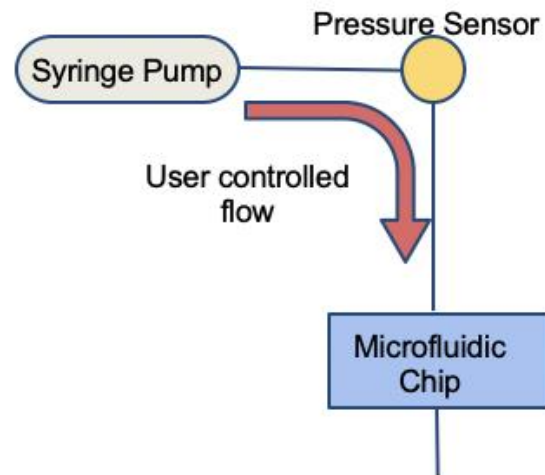 Pressure Sensor
Syringe Pump
User controlled
flow
Microfluidic
Chip